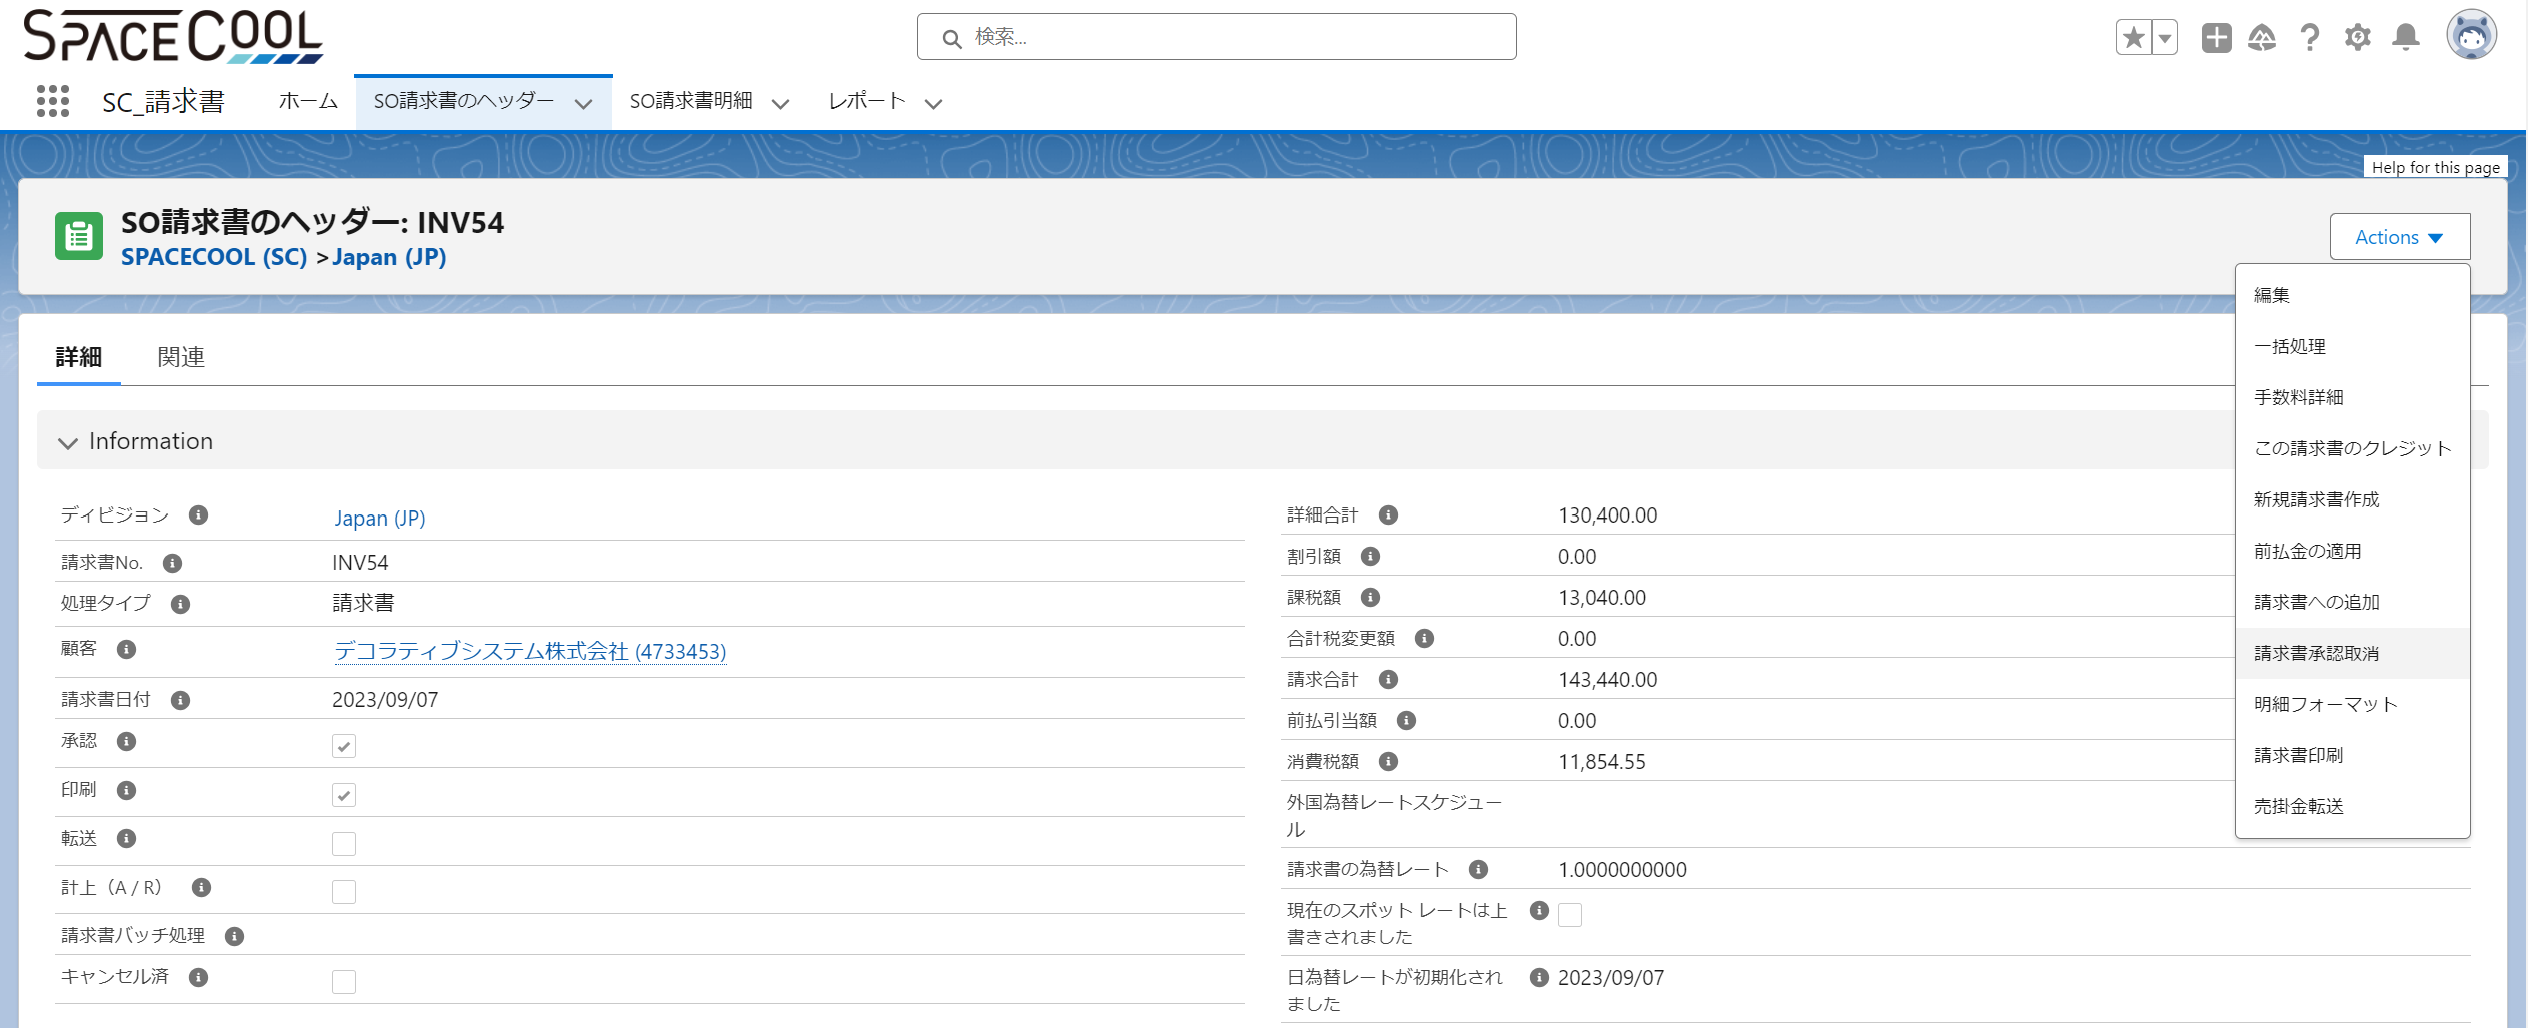 SPACECOOL
検索...
SC_請求書
ホーム
SO請求書のヘッダー
SO請求書明細
レポート
Help for this page
SO請求書のヘッダー: INV54
SPACECOOL (SC) >Japan (JP)
Actions
編集
一括処理
手数料詳細
この請求書のクレジット
新規請求書作成
前払金の適用
請求書への追加
請求書承認取消
明細フォーマット
請求書印刷
売掛金転送
詳細
関連
Information
ディビジョン Japan (JP)
請求書No. INV54
処理タイプ 請求書
顧客 デコラティブシステム株式会社 (4733453)
請求書日付 2023/09/07
承認
印刷
転送
計上（A / R）
請求書バッチ処理
キャンセル済
詳細合計 130,400.00
割引額 0.00
課税額 13,040.00
合計税変更額 0.00
請求合計 143,440.00
前払引当額 0.00
消費税額 11,854.55
外国為替レートスケジュー
ル
請求書の為替レート 1.0000000000
現在のスポット レートは上
書きされました
日為替レートが初期化され 2023/09/07
ました